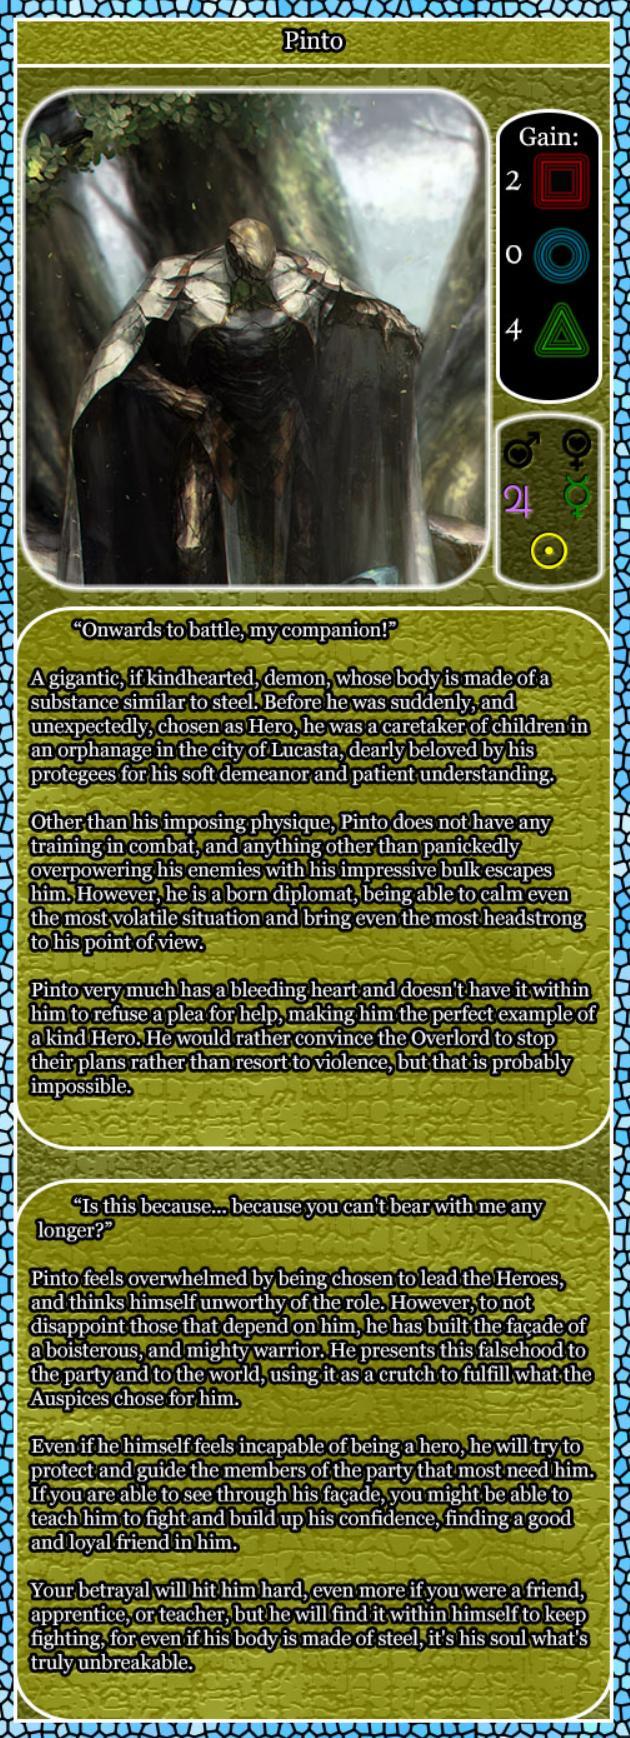 Pinto
Gain:
2
0
4
“Onwards to battle, my companion!”
A gigantic, if kindhearted, demon, whose body is made of a
substance similar to steel. Before he was suddenly, and
unexpectedly, chosen as Hero, he was a caretaker of children in
an orphanage in the city of Lucasta, dearly beloved by his
protegees for his soft demeanor and patient understanding.
Other than his imposing physique, Pinto does not have any
training in combat, and anything other than panickedly
overpowering his enemies with his impressive bulk escapes
him. However, he is a born diplomat, being able to calm even
the most volatile situation and bring even the most headstrong
to his point of view.
Pinto very much has a bleeding heart and doesn't have it within
him to refuse a plea for help, making him the perfect example of
a kind Hero. He would rather convince the Overlord to stop
their plans rather than resort to violence, but that is probably
impossible.
“Is this because... because you can't bear with me any
longer?”
Pinto feels overwhelmed by being chosen to lead the Heroes,
and thinks himself unworthy of the role. However, to not
disappoint those that depend on him, he has built the façade of
a boisterous, and mighty warrior. He presents this falsehood to
the party and to the world, using it as a crutch to fulfill what the
Auspices chose for him.
Even if he himself feels incapable of being a hero, he will try to
protect and guide the members of the party that most need him.
If you are able to see through his façade, you might be able to
teach him to fight and build up his confidence, finding a good
and loyal friend in him.
Your betrayal will hit him hard, even more if you were a friend,
apprentice, or teacher, but he will find it within himself to keep
fighting, for even if his body is made of steel, it's his soul what's
truly unbreakable.